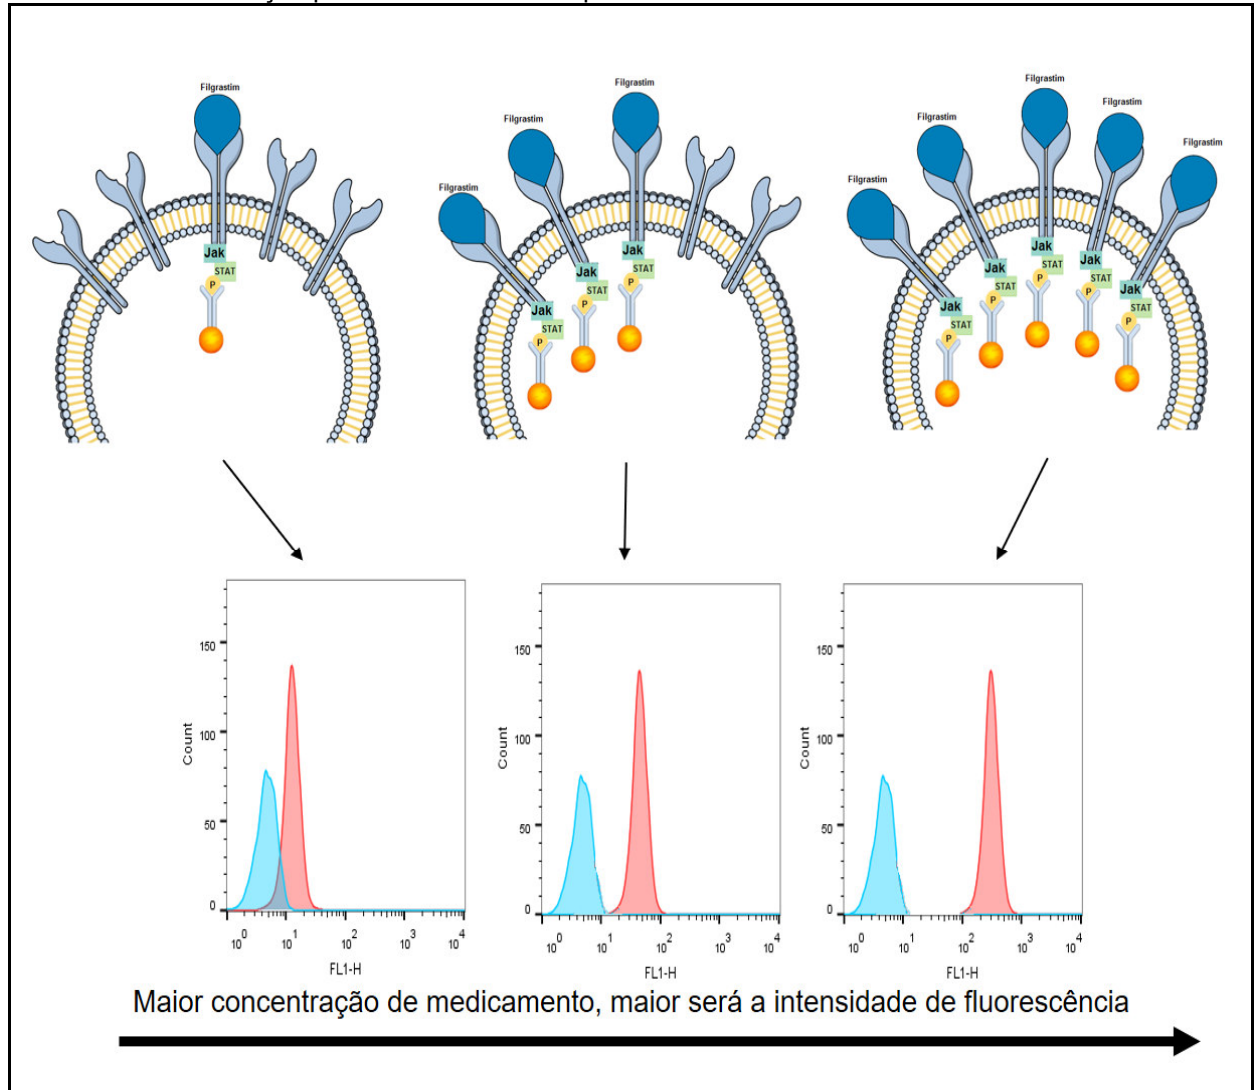 Filgrastim
Jak
STAT
P
Filgrastim
Filgrastim
Filgrastim
Jak
STAT
P
Jak
STAT
P
Jak
STAT
P
Filgrastim
Filgrastim
Filgrastim
Filgrastim
Filgrastim
Jak
STAT
P
Jak
STAT
P
Jak
STAT
P
Jak
STAT
P
Jak
STAT
P
Count
150
100
50
0
10^0 10^1 10^2 10^3 10^4
FL1-H
Count
150
100
50
0
10^0 10^1 10^2 10^3 10^4
FL1-H
Count
150
100
50
0
10^0 10^1 10^2 10^3 10^4
FL1-H
Maior concentração de medicamento, maior será a intensidade de fluorescência